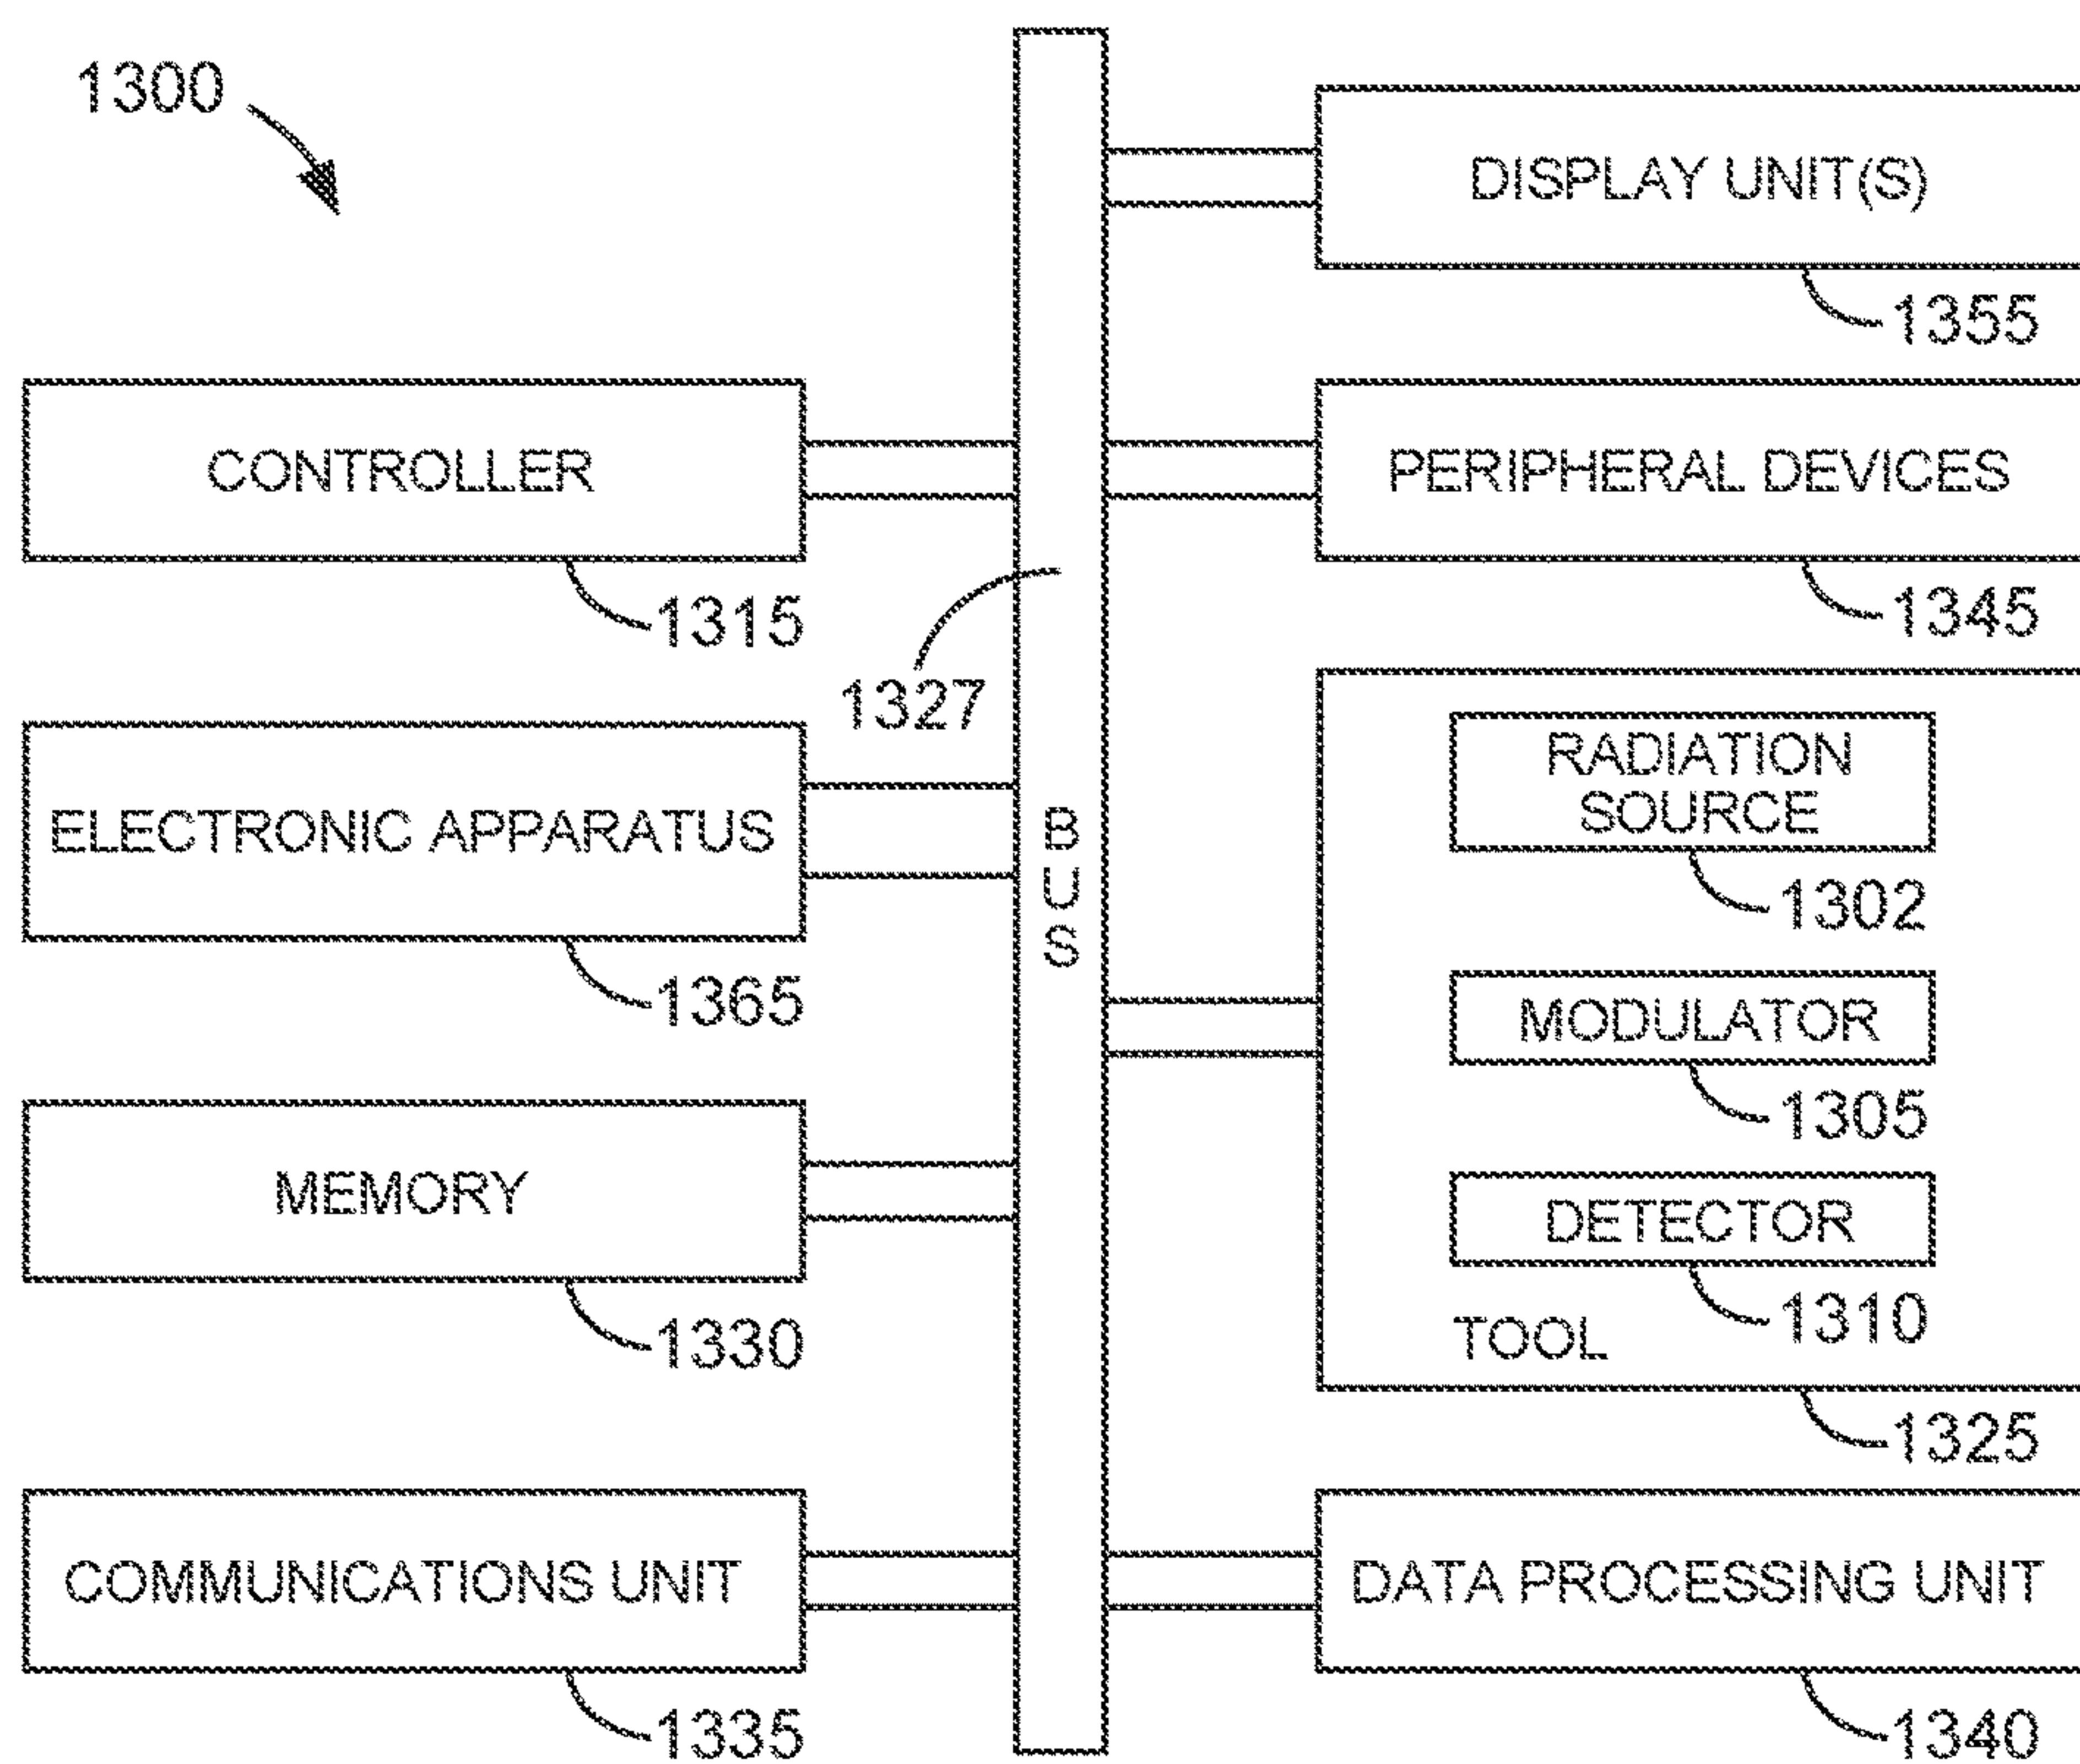 1300
DISPLAY UNIT(S)
1355
CONTROLLER
1315
PERIPHERAL DEVICES
1345
1327
BUS
ELECTRONIC APPARATUS
1365
RADIATION
SOURCE
1302
MODULATOR
1305
DETECTOR
1310
TOOL
1325
MEMORY
1330
COMMUNICATIONS UNIT
1335
DATA PROCESSING UNIT
1340